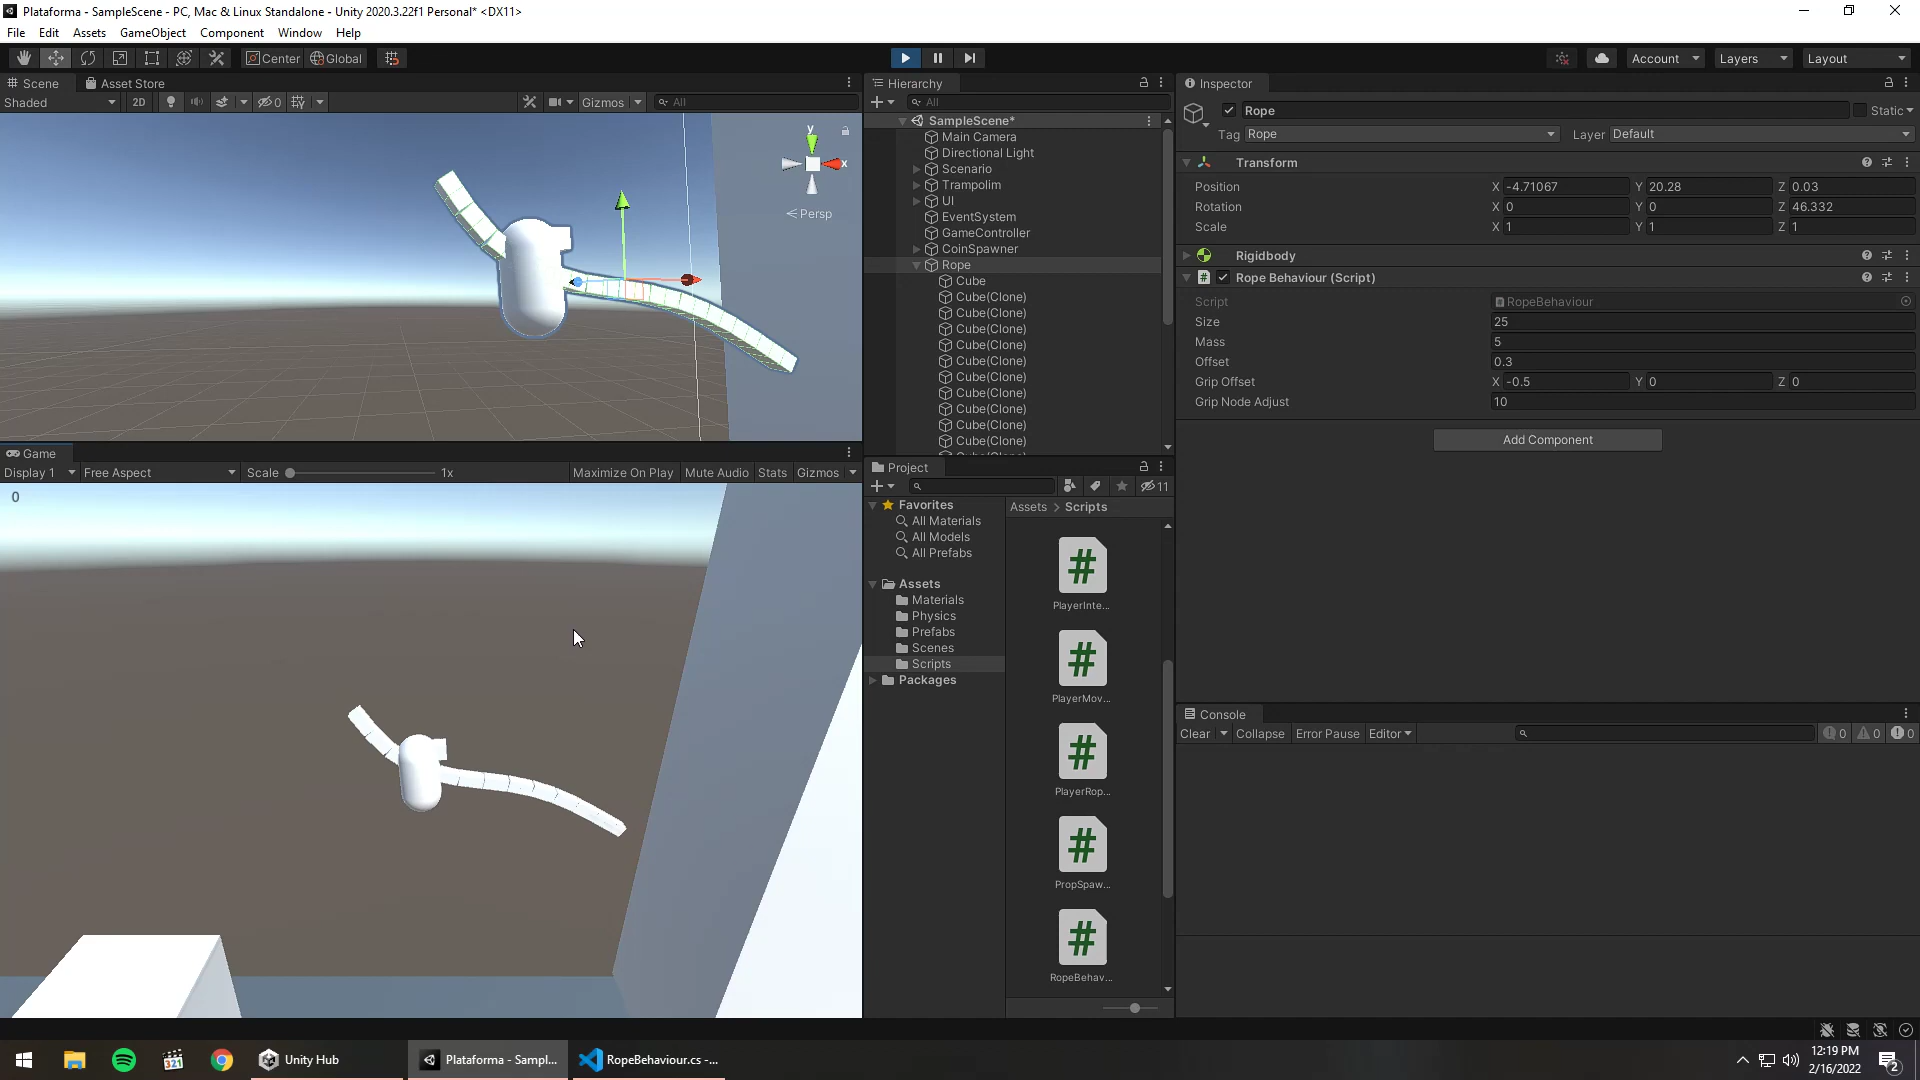 Plataforma - SampleScene - PC, Mac & Linux Standalone - Unity 2020.3.22f1 Personal* <DX11>
File Edit Assets GameObject Component Window Help
Center Global
Account Layers Layout
Scene Asset Store
Shaded 2D 0 Gizmos All
y
x
Persp
Game
Display 1 Free Aspect Scale 1x Maximize On Play Mute Audio Stats Gizmos
0
Hierarchy
All
SampleScene*
Main Camera
Directional Light
Scenario
Trampolim
UI
EventSystem
GameController
CoinSpawner
Rope
Cube
Cube(Clone)
Cube(Clone)
Cube(Clone)
Cube(Clone)
Cube(Clone)
Cube(Clone)
Cube(Clone)
Cube(Clone)
Cube(Clone)
Cube(Clone)
Project
11
Favorites
All Materials
All Models
All Prefabs
Assets
Materials
Physics
Prefabs
Scenes
Scripts
Packages
Assets > Scripts
#
PlayerInte...
#
PlayerMov...
#
PlayerRop...
#
PropSpaw...
#
RopeBehav...
Inspector
Rope Static
Tag Rope Layer Default
Transform
Position X -4.71067 Y 20.28 Z 0.03
Rotation X 0 Y 0 Z 46.332
Scale X 1 Y 1 Z 1
Rigidbody
# Rope Behaviour (Script)
Script RopeBehaviour
Size 25
Mass 5
Offset 0.3
Grip Offset X -0.5 Y 0 Z 0
Grip Node Adjust 10
Add Component
Console
Clear Collapse Error Pause Editor 0 0 0
321
Unity Hub
Plataforma - Sampl...
RopeBehaviour.cs -...
12:19 PM
2/16/2022
2